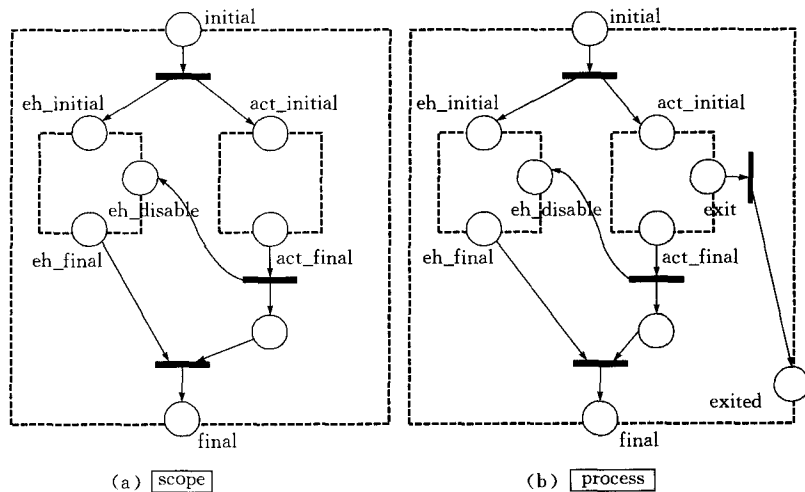 initial
eh_initial
act_initial
eh_disable
eh_final
act_final
final
(a) scope
initial
eh_initial
act_initial
eh_disable
exit
eh_final
act_final
exited
final
(b) process